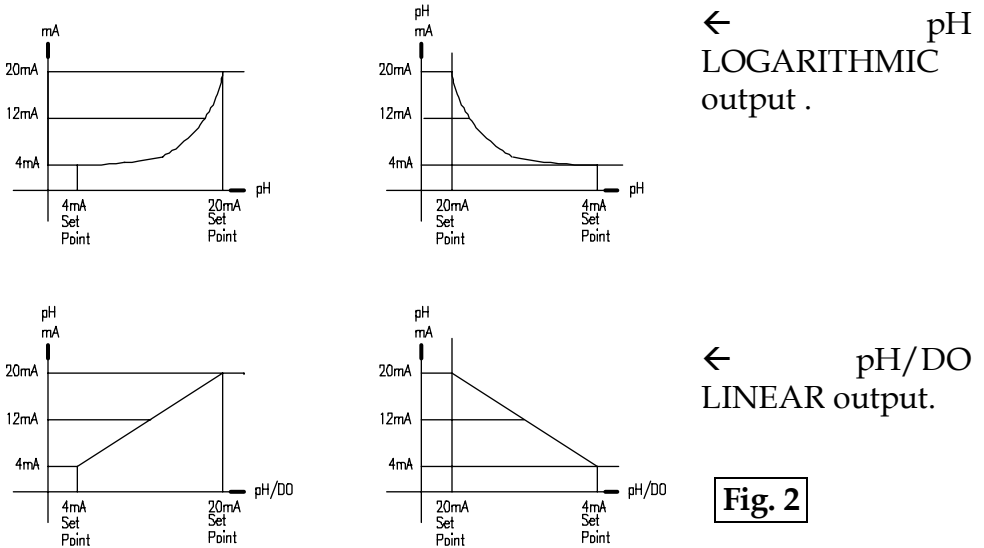 mA
20mA
12mA
4mA
pH
4mA
Set
Point
20mA
Set
Point
pH
mA
20mA
12mA
4mA
pH
20mA
Set
Point
4mA
Set
Point
← pH
LOGARITHMIC
output .
pH
mA
20mA
12mA
4mA
pH/DO
4mA
Set
Point
20mA
Set
Point
pH
mA
20mA
12mA
4mA
pH/DO
20mA
Set
Point
4mA
Set
Point
← pH/DO
LINEAR output.
Fig. 2